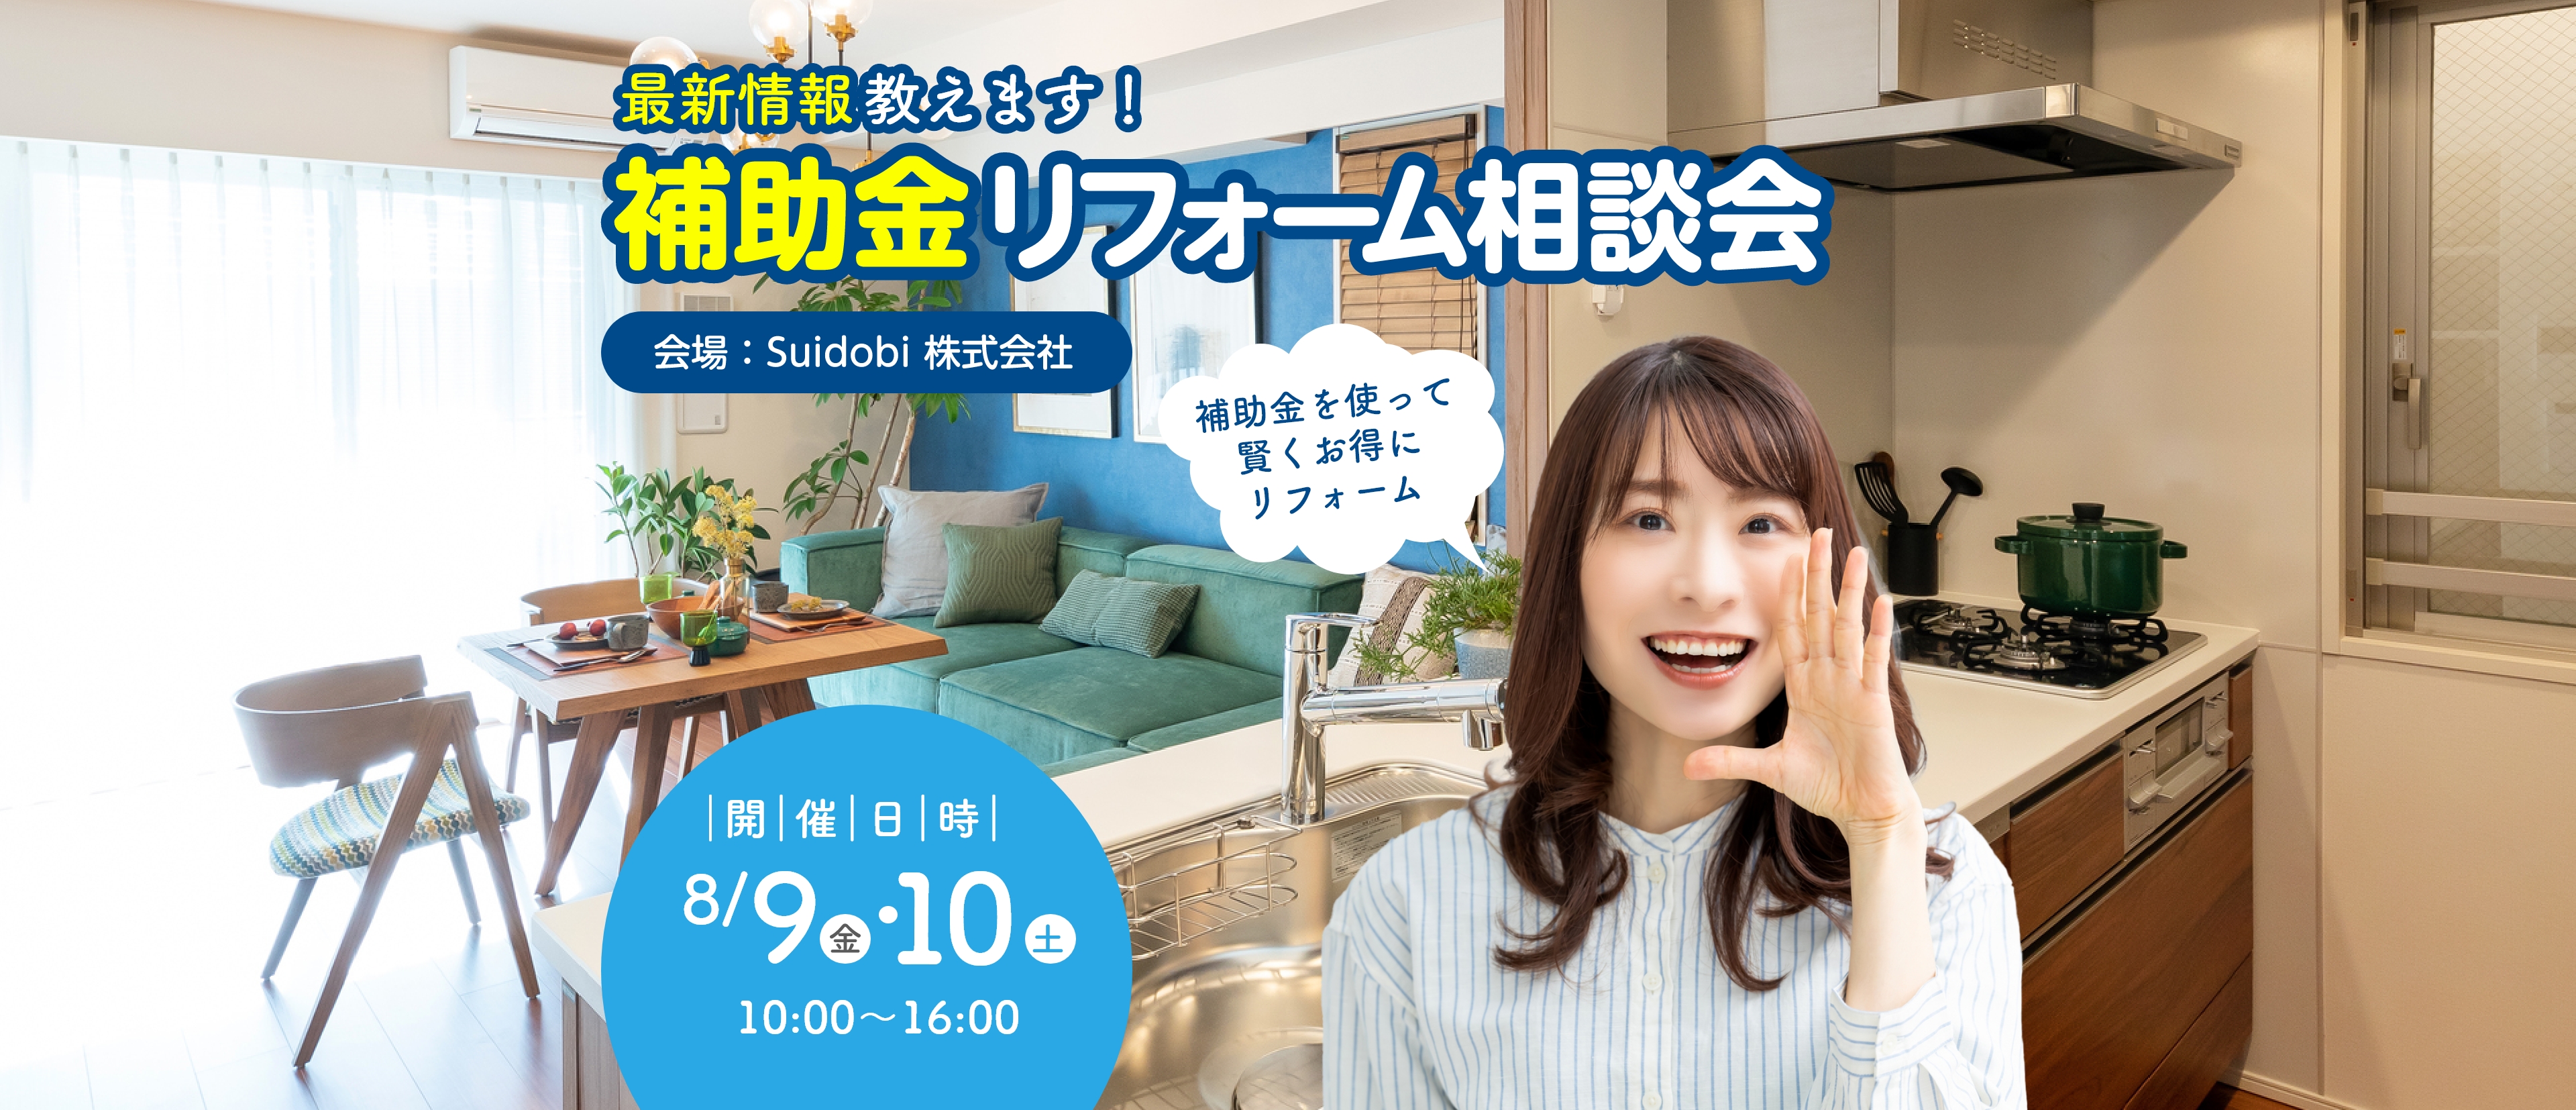 最新情報教えます！
補助金リフォーム相談会
会場：Suidobi 株式会社
補助金を使って
賢くお得に
リフォーム
|開|催|日|時|
8/9金・10土
10:00～16:00